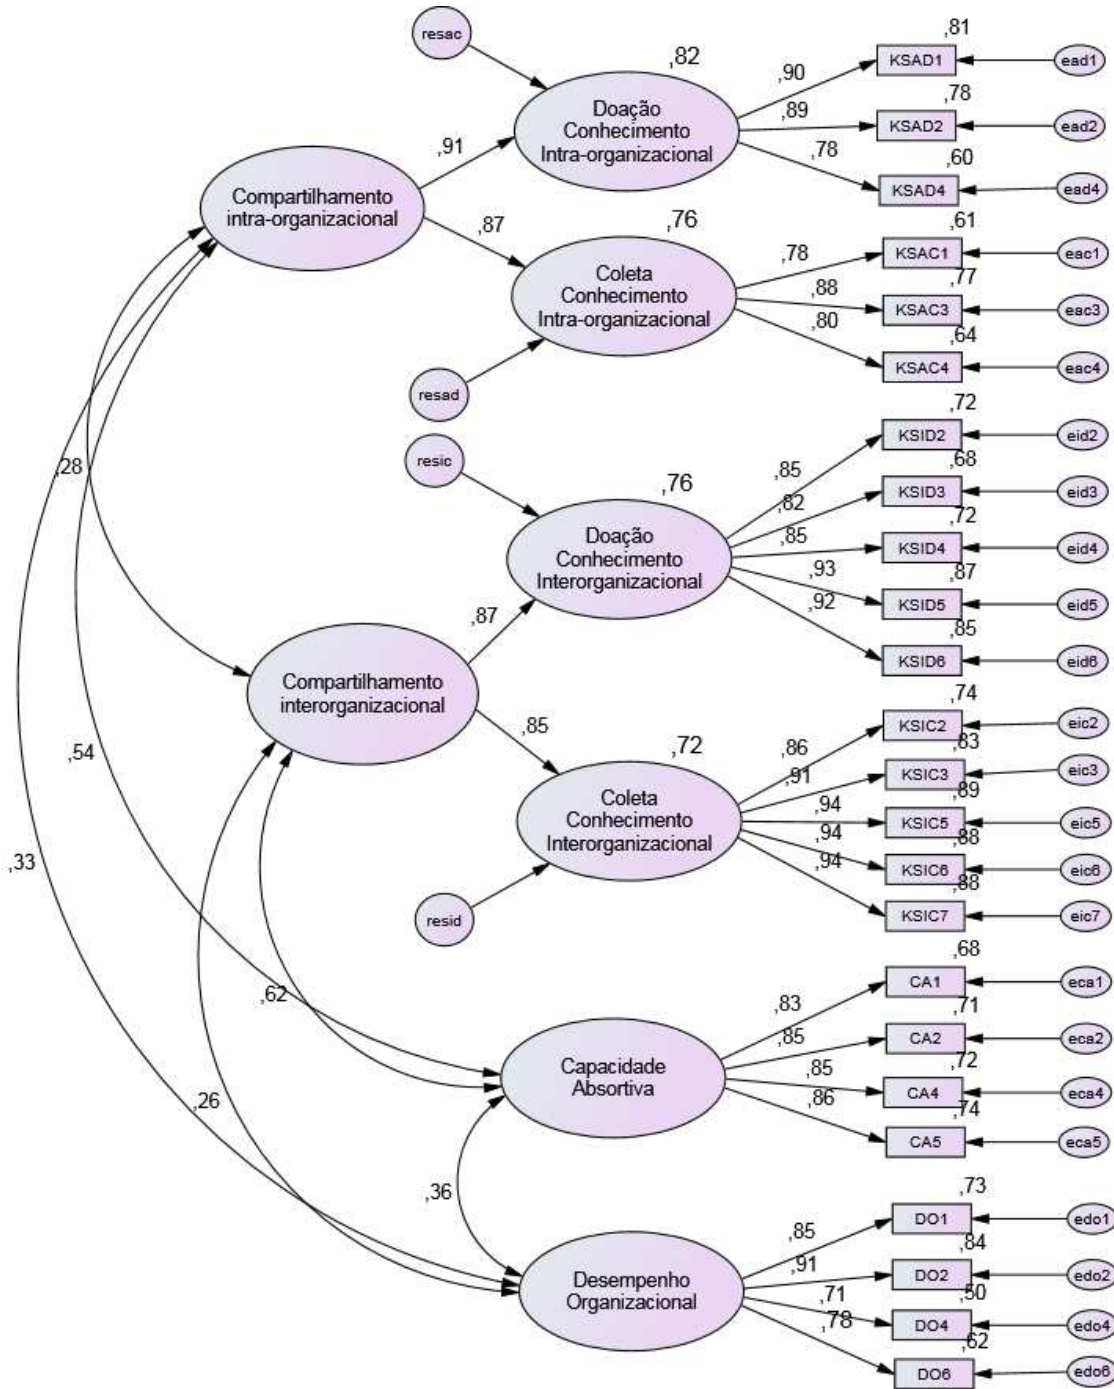 resac
,81
KSAD1
ead1
,82
,90
,78
Doação
Conhecimento
Intra-organizacional
,89
KSAD2
ead2
,91
,78
,60
KSAD4
ead4
Compartilhamento
intra-organizacional
,87
,76
,61
KSAC1
eac1
Coleta
Conhecimento
Intra-organizacional
,78
,77
,88
KSAC3
eac3
,80
,64
KSAC4
eac4
resad
,72
KSID2
eid2
resic
,28
,76
,85
,68
KSID3
eid3
,82
Doação
Conhecimento
Interorganizacional
,85
,72
KSID4
eid4
,93
,87
KSID5
eid5
,92
,85
KSID6
eid6
,87
Compartilhamento
interorganizacional
,85
,74
KSIC2
eic2
,54
,72
,86
,83
KSIC3
eic3
,91
Coleta
Conhecimento
Interorganizacional
,94
,89
KSIC5
eic5
,94
,88
KSIC6
eic6
,94
,88
KSIC7
eic7
,33
resid
,68
CA1
eca1
,62
,83
,71
Capacidade
Absortiva
,85
CA2
eca2
,85
,72
CA4
eca4
,86
,74
CA5
eca5
,26
,36
,73
DO1
edo1
,85
,84
Desempenho
Organizacional
,91
DO2
edo2
,71
,50
DO4
edo4
,78
,62
DO6
edo6